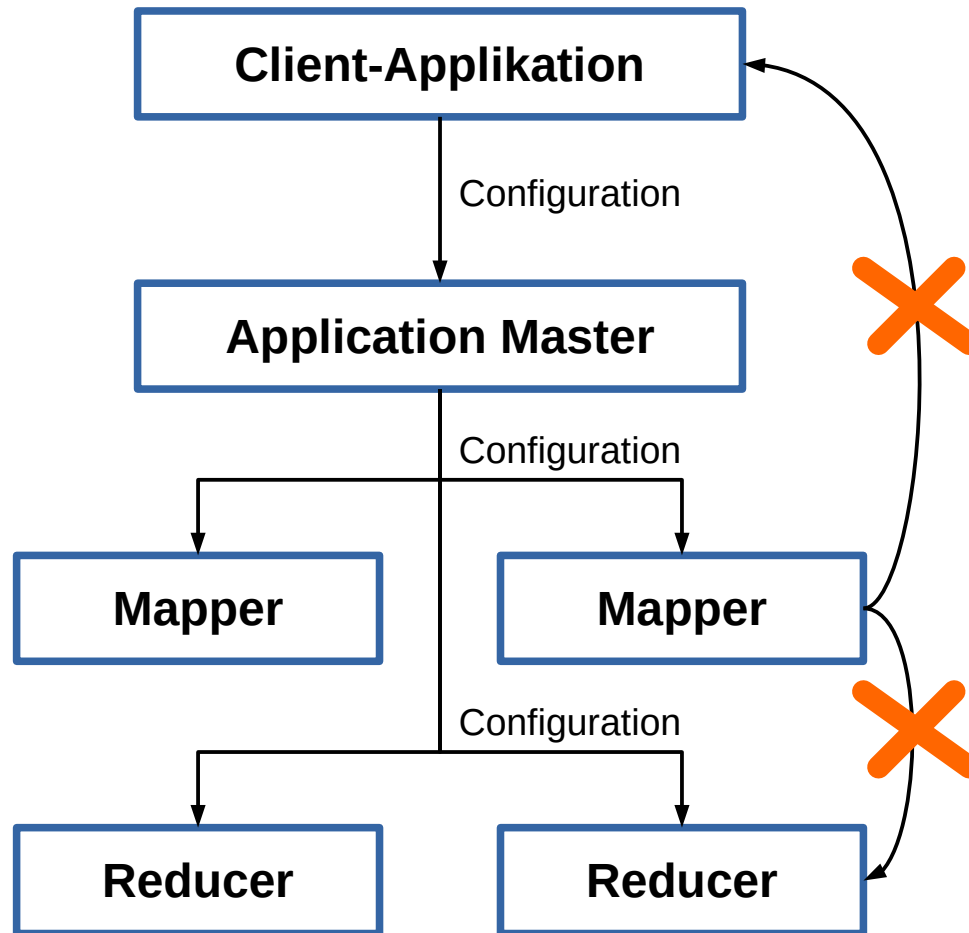 Client-Applikation
Configuration
Application Master
Configuration
Mapper
Mapper
Configuration
Reducer
Reducer